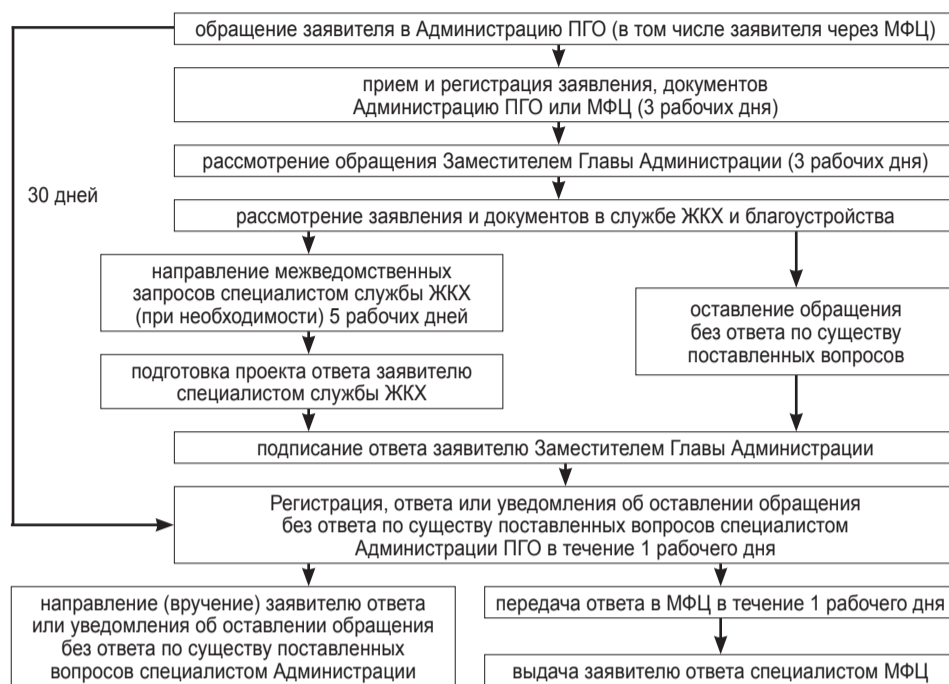 обращение заявителя в Администрацию ПГО (в том числе заявителя через МФЦ)
прием и регистрация заявления, документов
Администрацию ПГО или МФЦ (3 рабочих дня)
рассмотрение обращения Заместителем Главы Администрации (3 рабочих дня)
30 дней
рассмотрение заявления и документов в службе ЖКХ и благоустройства
направление межведомственных
запросов специалистом службы ЖКХ
(при необходимости) 5 рабочих дней
оставление обращения
без ответа по существу
поставленных вопросов
подготовка проекта ответа заявителю
специалистом службы ЖКХ
подписание ответа заявителю Заместителем Главы Администрации
Регистрация, ответа или уведомления об оставлении обращения
без ответа по существу поставленных вопросов специалистом
Администрации ПГО в течение 1 рабочего дня
направление (вручение) заявителю ответа
или уведомления об оставлении обращения
без ответа по существу поставленных
вопросов специалистом Администрации
передача ответа в МФЦ в течение 1 рабочего дня
выдача заявителю ответа специалистом МФЦ